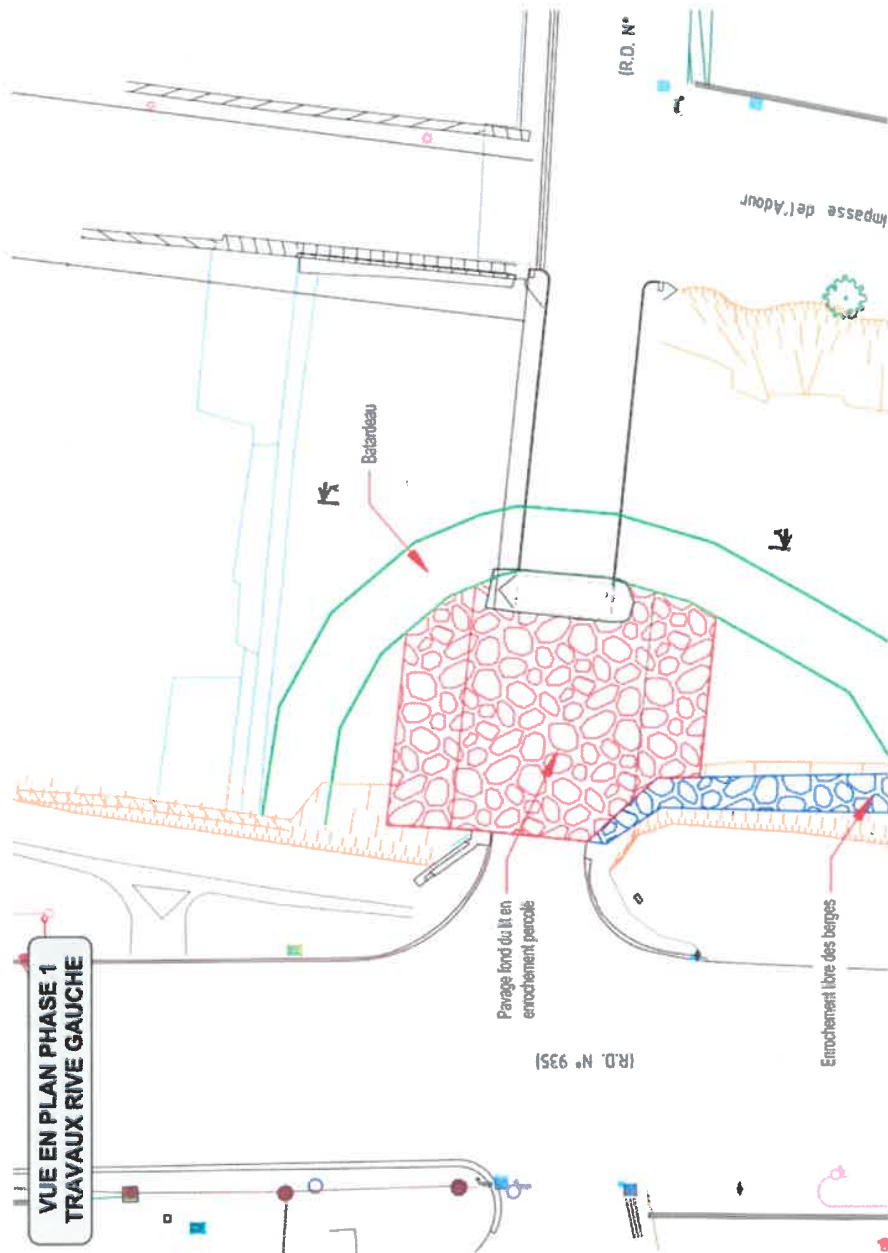 VUE EN PLAN PHASE 1
TRAVAUX RIVE GAUCHE
Batardeau
Pavage fond du lit en
enrochement percolé
Enrochement libre des berges
(R.D. N° 935)
(R.D. N°
Impasse de l'Adour